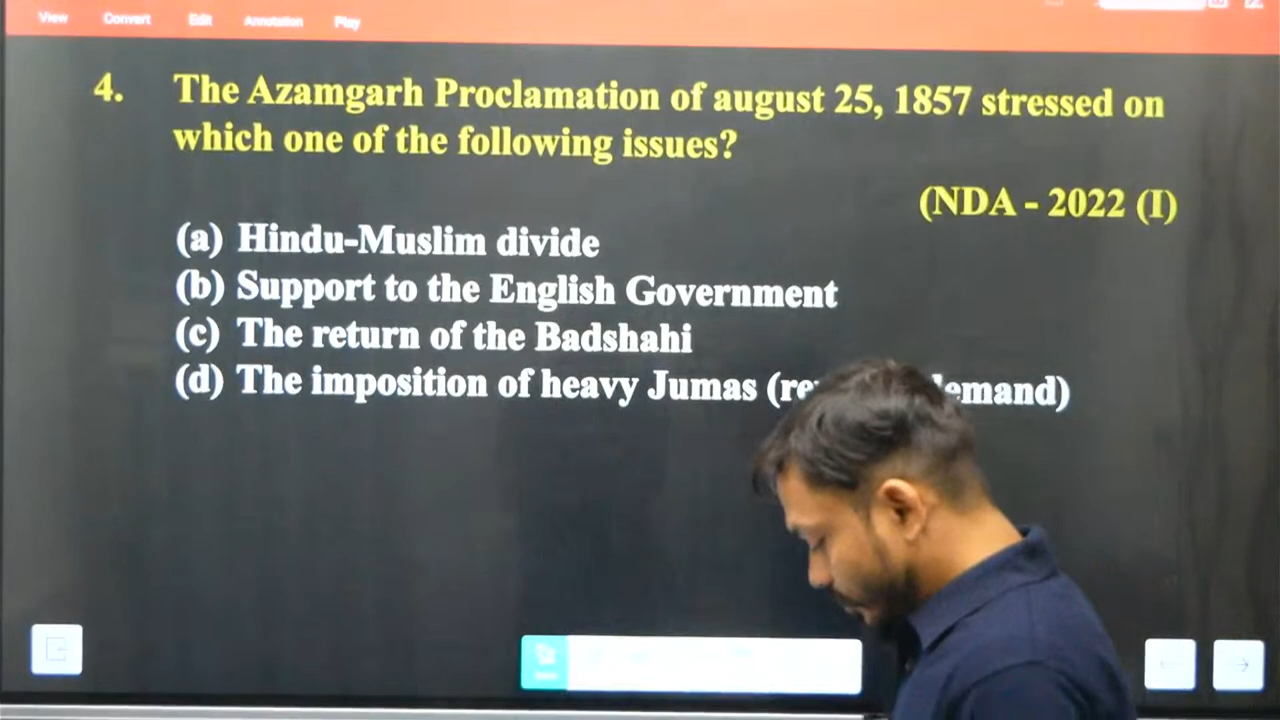 View Convert Edit Annotation Play
4. The Azamgarh Proclamation of august 25, 1857 stressed on
which one of the following issues?
(NDA - 2022 (I)
(a) Hindu-Muslim divide
(b) Support to the English Government
(c) The return of the Badshahi
(d) The imposition of heavy Jumas